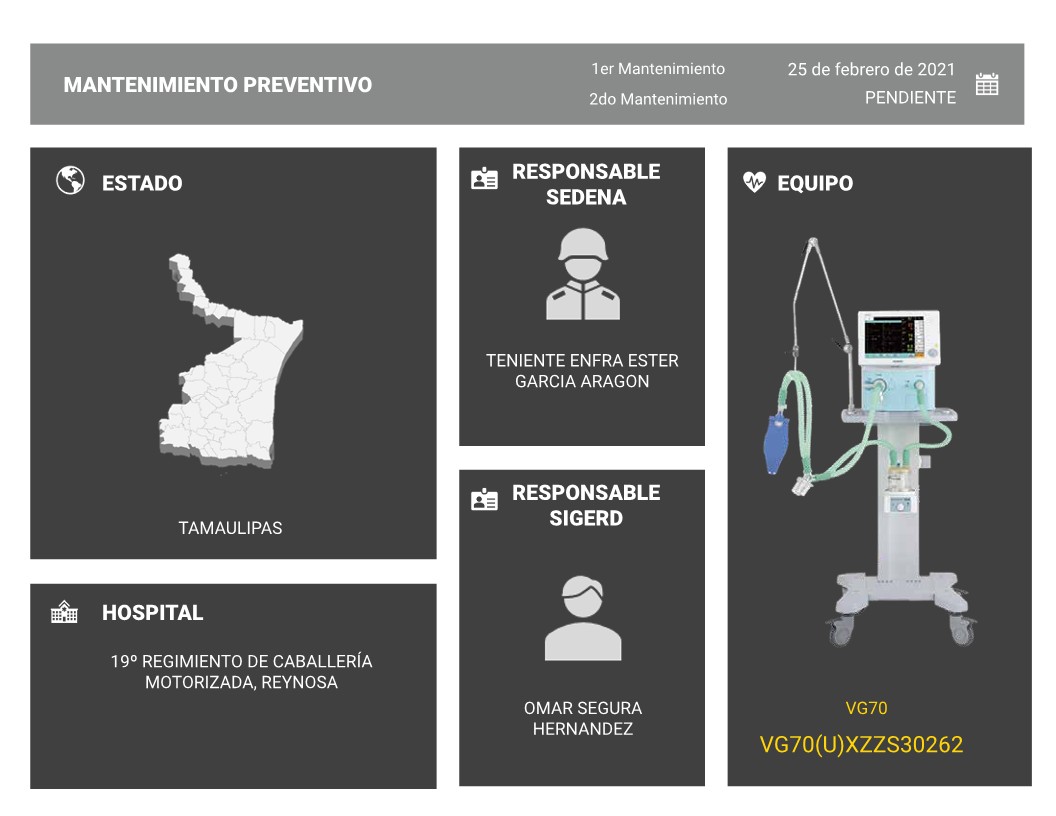 MANTENIMIENTO PREVENTIVO
1er Mantenimiento
25 de febrero de 2021
2do Mantenimiento
PENDIENTE
ESTADO
TAMAULIPAS
HOSPITAL
19º REGIMIENTO DE CABALLERÍA
MOTORIZADA, REYNOSA
RESPONSABLE
SEDENA
TENIENTE ENFRA ESTER
GARCIA ARAGON
RESPONSABLE
SIGERD
OMAR SEGURA
HERNANDEZ
EQUIPO
VG70
VG70(U)XZZS30262